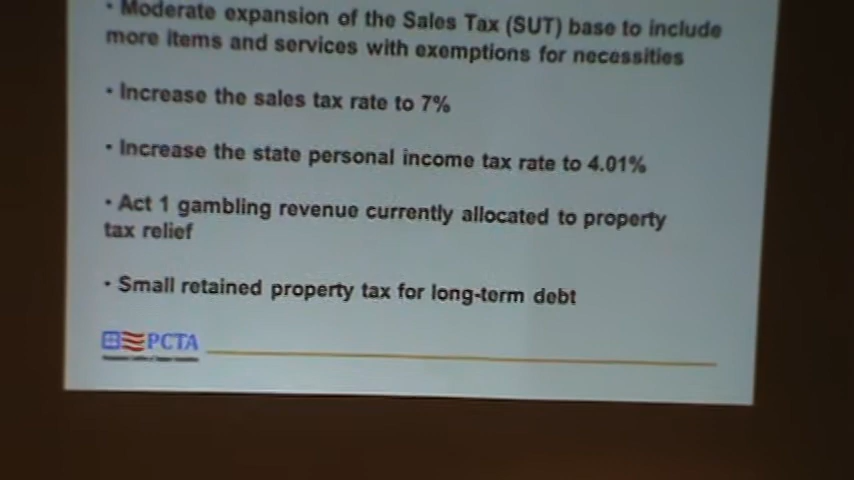 • Moderate expansion of the Sales Tax (SUT) base to include
more items and services with exemptions for necessities
• Increase the sales tax rate to 7%
• Increase the state personal income tax rate to 4.01%
• Act 1 gambling revenue currently allocated to property
tax relief
• Small retained property tax for long-term debt
PCTA